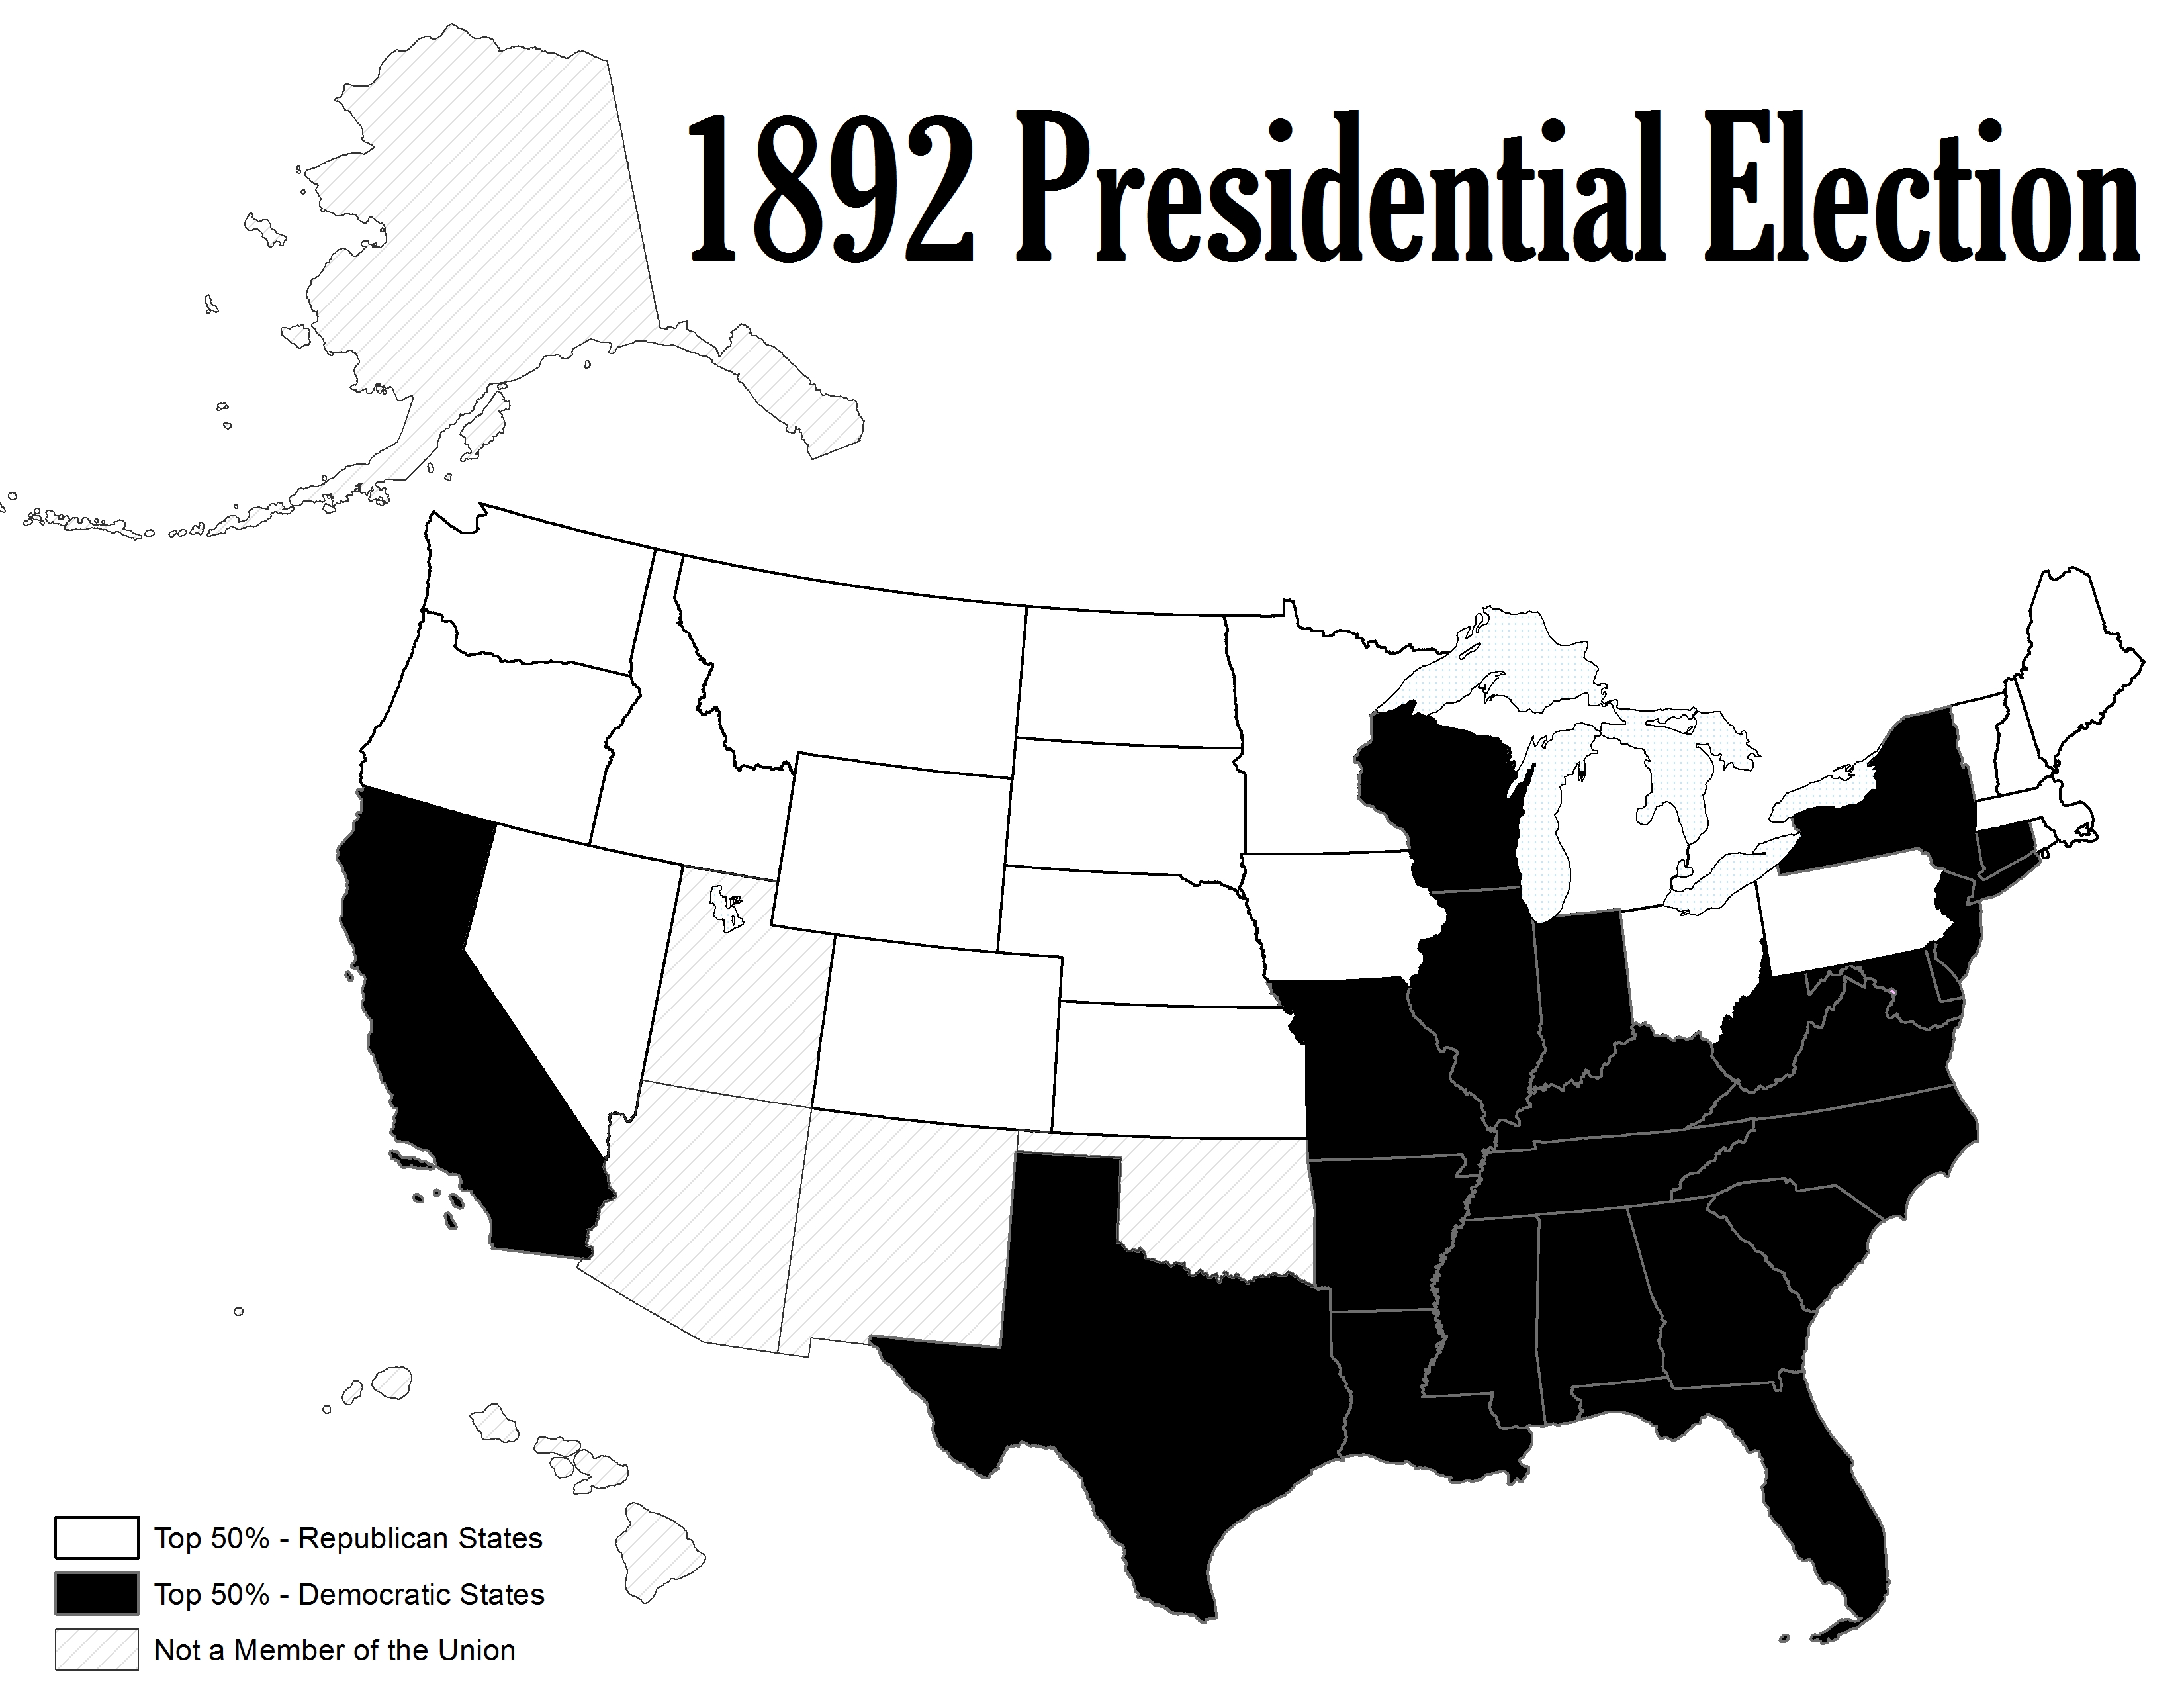 1892 Presidential Election
Top 50% - Republican States
Top 50% - Democratic States
Not a Member of the Union